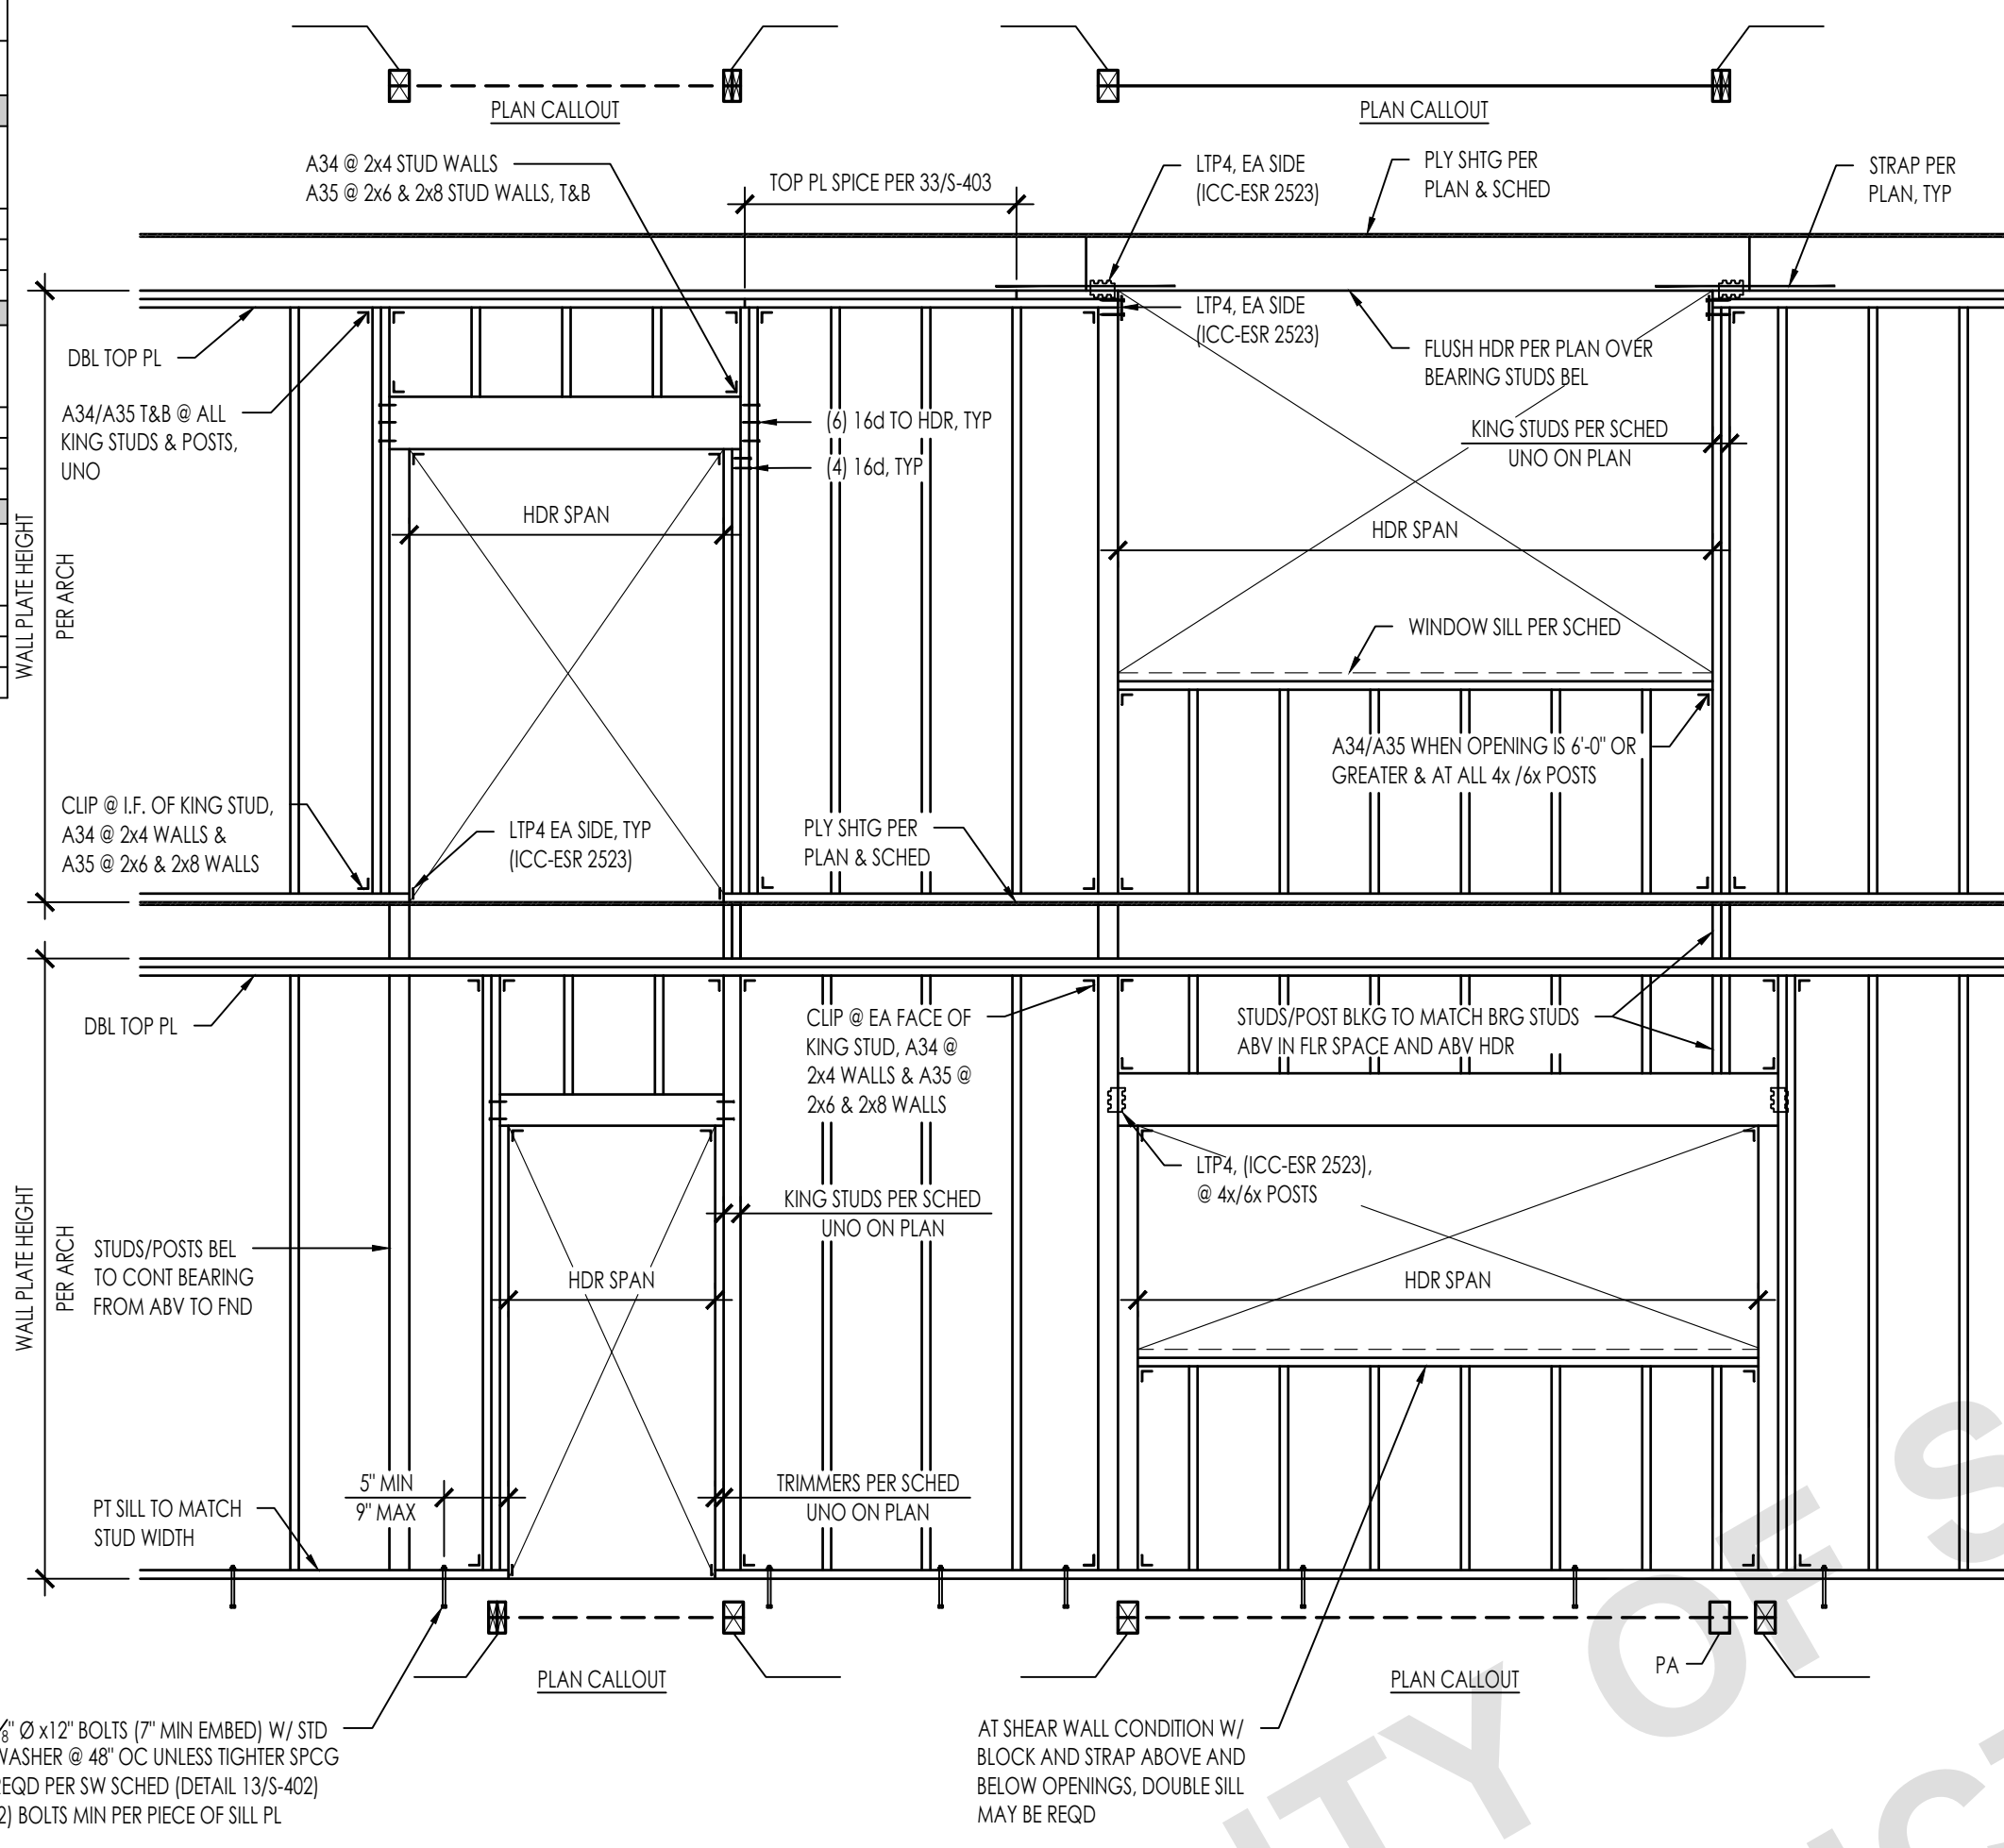 PLAN CALLOUT
PLAN CALLOUT
A34 @ 2x4 STUD WALLS
A35 @ 2x6 & 2x8 STUD WALLS, T&B
TOP PL SPICE PER 33/S-403
LTP4, EA SIDE
(ICC-ESR 2523)
PLY SHTG PER
PLAN & SCHED
STRAP PER
PLAN, TYP
DBL TOP PL
LTP4, EA SIDE
(ICC-ESR 2523)
FLUSH HDR PER PLAN OVER
BEARING STUDS BEL
A34/A35 T&B @ ALL
KING STUDS & POSTS,
UNO
(6) 16d TO HDR, TYP
(4) 16d, TYP
KING STUDS PER SCHED
UNO ON PLAN
HDR SPAN
HDR SPAN
WALL PLATE HEIGHT
PER ARCH
WINDOW SILL PER SCHED
A34/A35 WHEN OPENING IS 6'-0" OR
GREATER & AT ALL 4x /6x POSTS
CLIP @ I.F. OF KING STUD,
A34 @ 2x4 WALLS &
A35 @ 2x6 & 2x8 WALLS
LTP4 EA SIDE, TYP
(ICC-ESR 2523)
PLY SHTG PER
PLAN & SCHED
DBL TOP PL
CLIP @ EA FACE OF
KING STUD, A34 @
2x4 WALLS & A35 @
2x6 & 2x8 WALLS
STUDS/POST BLKG TO MATCH BRG STUDS
ABV IN FLR SPACE AND ABV HDR
LTP4, (ICC-ESR 2523),
@ 4x/6x POSTS
KING STUDS PER SCHED
UNO ON PLAN
WALL PLATE HEIGHT
PER ARCH
STUDS/POSTS BEL
TO CONT BEARING
FROM ABV TO FND
HDR SPAN
HDR SPAN
5" MIN
9" MAX
TRIMMERS PER SCHED
UNO ON PLAN
PT SILL TO MATCH
STUD WIDTH
PLAN CALLOUT
PLAN CALLOUT
PA
8" Ø x12" BOLTS (7" MIN EMBED) W/ STD
WASHER @ 48" OC UNLESS TIGHTER SPCG
REQD PER SW SCHED (DETAIL 13/S-402)
2) BOLTS MIN PER PIECE OF SILL PL
AT SHEAR WALL CONDITION W/
BLOCK AND STRAP ABOVE AND
BELOW OPENINGS, DOUBLE SILL
MAY BE REQD
OF S